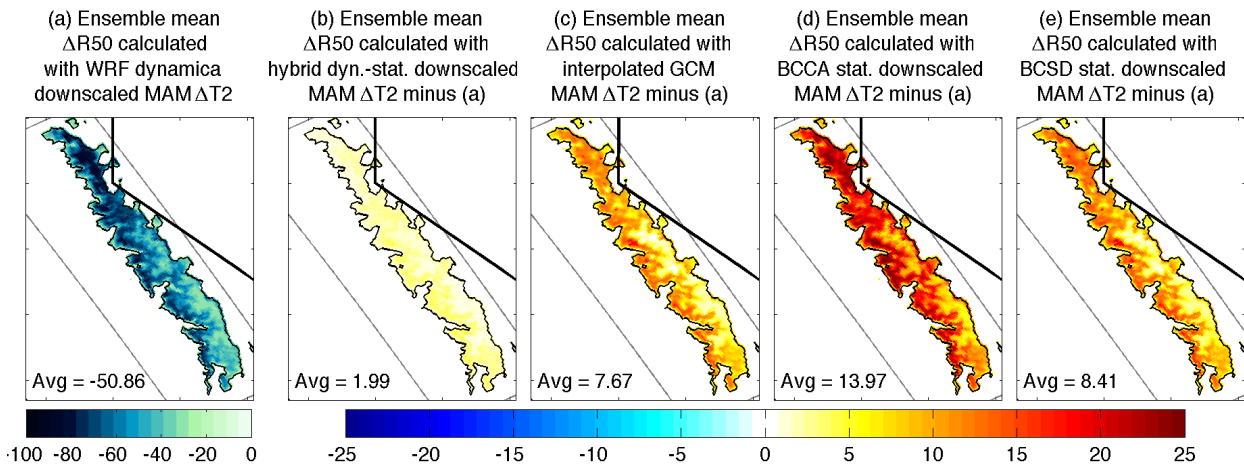 (a) Ensemble mean
ΔR50 calculated
with WRF dynamica
downscaled MAM ΔT2
(b) Ensemble mean
ΔR50 calculated with
hybrid dyn.-stat. downscaled
MAM ΔT2 minus (a)
(c) Ensemble mean
ΔR50 calculated with
interpolated GCM
MAM ΔT2 minus (a)
(d) Ensemble mean
ΔR50 calculated with
BCCA stat. downscaled
MAM ΔT2 minus (a)
(e) Ensemble mean
ΔR50 calculated with
BCSD stat. downscaled
MAM ΔT2 minus (a)
Avg = -50.86
Avg = 1.99
Avg = 7.67
Avg = 13.97
Avg = 8.41
-100 -80 -60 -40 -20 0
-25 -20 -15 -10 -5 0 5 10 15 20 25